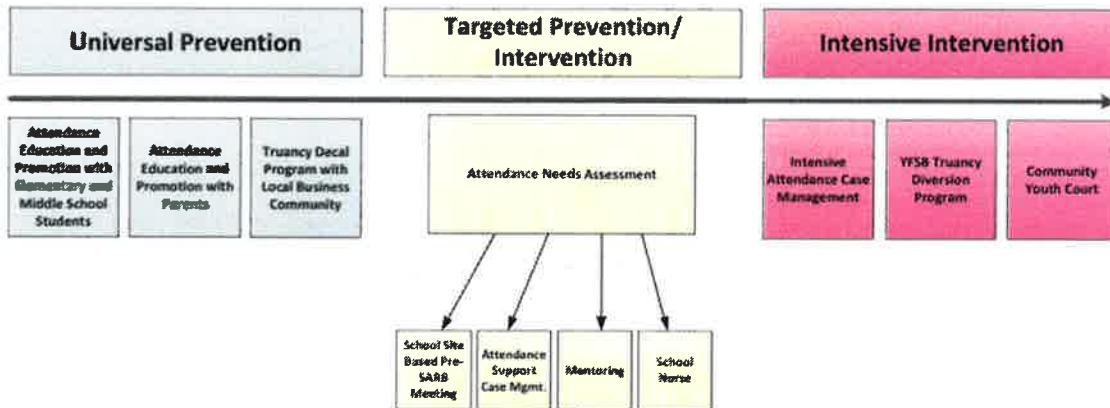 Universal Prevention
Targeted Prevention/
Intervention
Intensive Intervention
Attendance
Education and
Promotion with
Elementary and
Middle School
Students
Attendance
Education and
Promotion with
Parents
Truancy Decal
Program with
Local Business
Community
Attendance Needs Assessment
Intensive
Attendance Case
Management
YFSB Truancy
Diversion
Program
Community
Youth Court
School Site
Based Pre-
SARB
Meeting
Attendance
Support
Case Mgmt.
Mentoring
School
Nurse